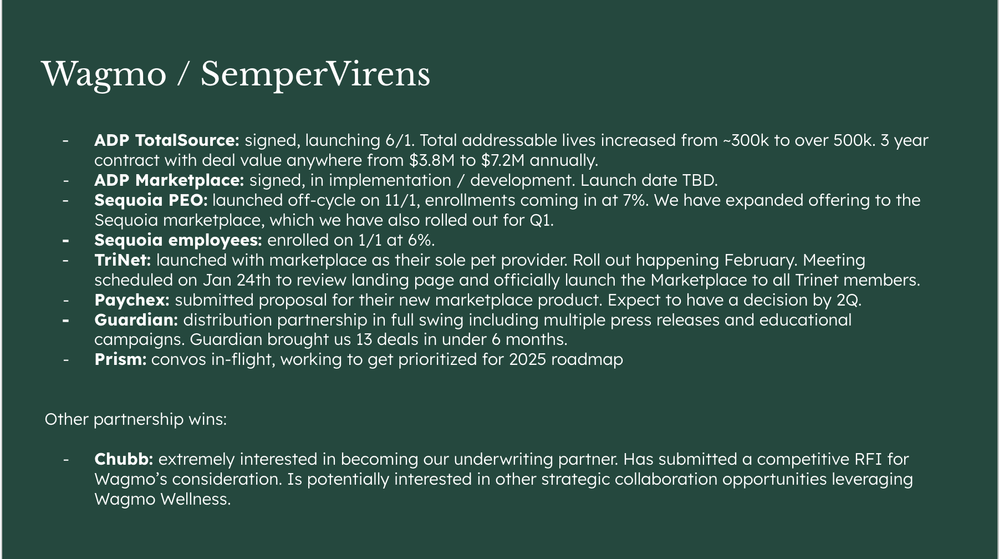 Wagmo / SemperVirens
- ADP TotalSource: signed, launching 6/1. Total addressable lives increased from ~300k to over 500k. 3 year
contract with deal value anywhere from $3.8M to $7.2M annually.
- ADP Marketplace: signed, in implementation / development. Launch date TBD.
- Sequoia PEO: launched off-cycle on 11/1, enrollments coming in at 7%. We have expanded offering to the
Sequoia marketplace, which we have also rolled out for Q1.
- Sequoia employees: enrolled on 1/1 at 6%.
- TriNet: launched with marketplace as their sole pet provider. Roll out happening February. Meeting
scheduled on Jan 24th to review landing page and officially launch the Marketplace to all Trinet members.
- Paychex: submitted proposal for their new marketplace product. Expect to have a decision by 2Q.
- Guardian: distribution partnership in full swing including multiple press releases and educational
campaigns. Guardian brought us 13 deals in under 6 months.
- Prism: convos in-flight, working to get prioritized for 2025 roadmap
Other partnership wins:
- Chubb: extremely interested in becoming our underwriting partner. Has submitted a competitive RFI for
Wagmo’s consideration. Is potentially interested in other strategic collaboration opportunities leveraging
Wagmo Wellness.